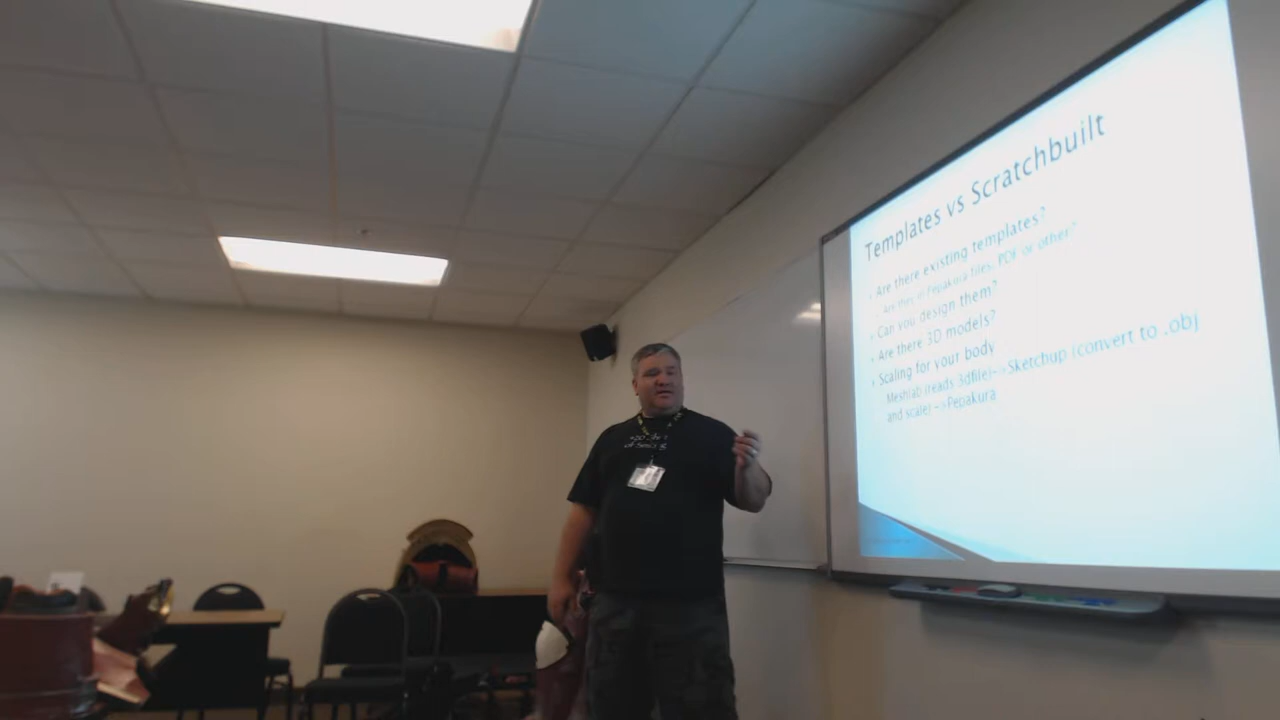 Templates vs Scratchbuilt
Are there existing templates?
Are they in Pepakura files, PDF or other?
Can you design them?
Are there 3D models?
Scaling for your body
Meshlab (reads 3dfile)-->Sketchup (convert to .obj
and scale) -->Pepakura